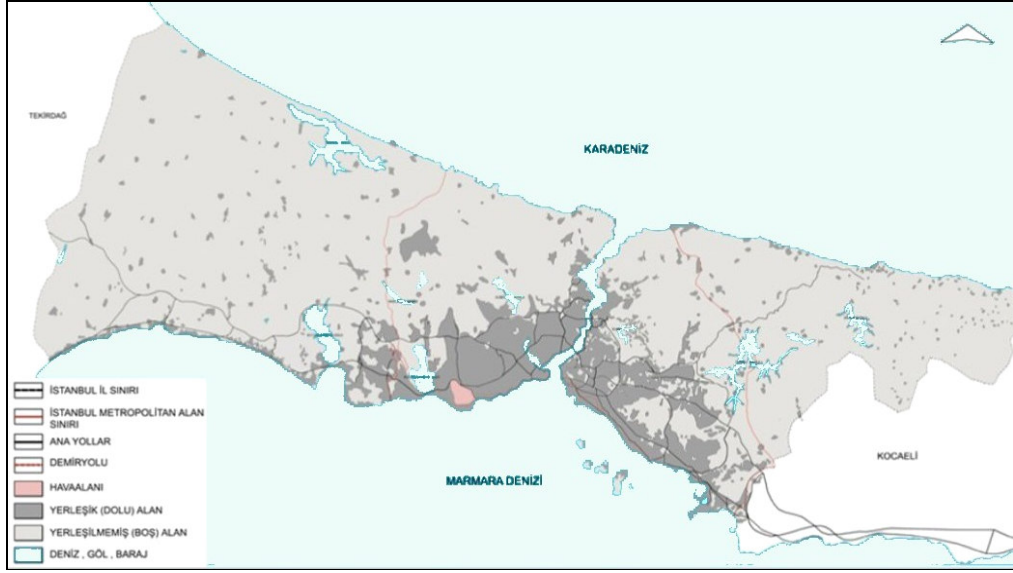 TEKİRDAĞ
KARADENİZ
KOCAELİ
MARMARA DENİZİ
İSTANBUL İL SINIRI
İSTANBUL METROPOLİTAN ALAN
SINIRI
ANA YOLLAR
DEMİRYOLU
HAVAALANI
YERLEŞİK (DOLU) ALAN
YERLEŞİLMEMİŞ (BOŞ) ALAN
DENİZ , GÖL , BARAJ